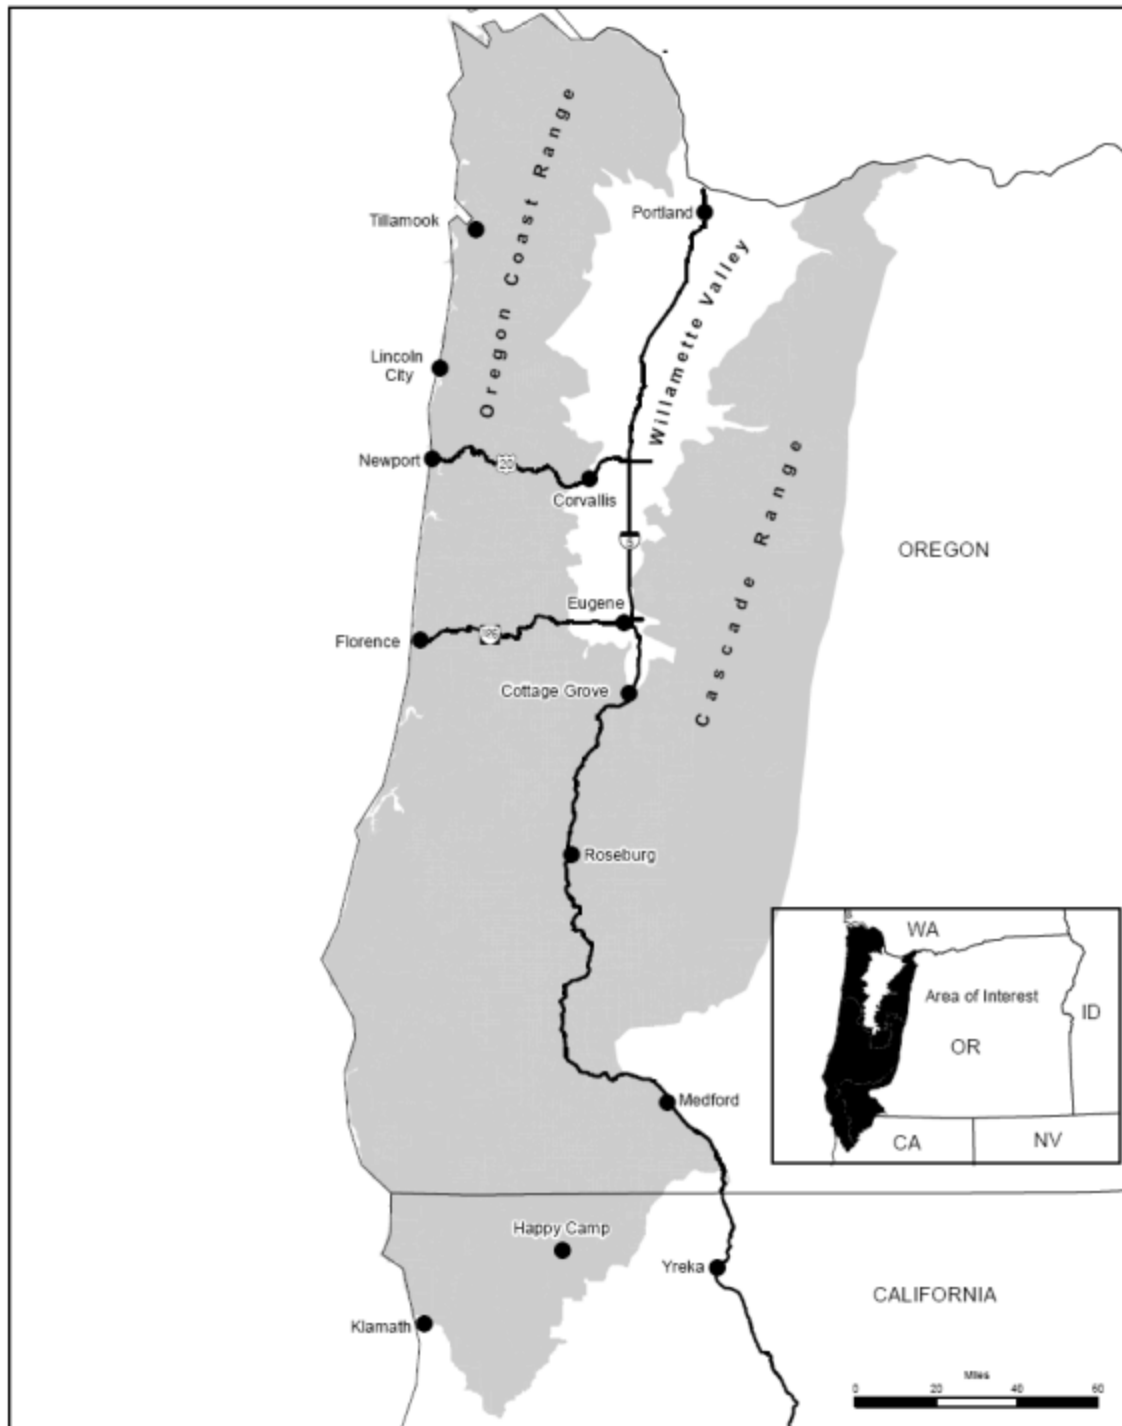 Oregon Coast Range
Portland
Tillamook
Willamette Valley
Lincoln
City
Newport
20
Corvallis
Cascade Range
5
OREGON
Eugene
Florence
126
Cottage Grove
Roseburg
WA
Area of Interest
ID
OR
Medford
CA
NV
Happy Camp
Yreka
CALIFORNIA
Klamath
Miles
0 20 40 60